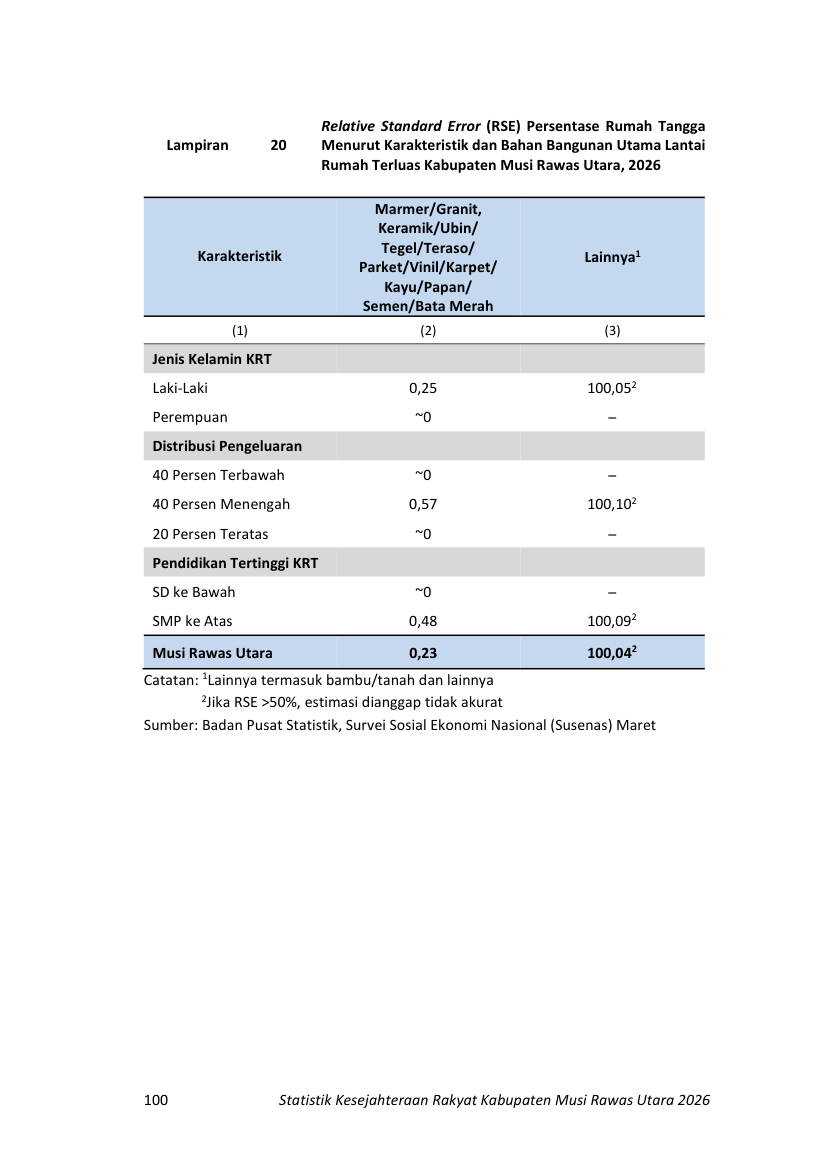 Relative Standard Error (RSE) Persentase Rumah Tangga
Lampiran 20 Menurut Karakteristik dan Bahan Bangunan Utama Lantai
Rumah Terluas Kabupaten Musi Rawas Utara, 2026
Marmer/Granit,
Keramik/Ubin/
Tegel/Teraso/
Karakteristik Parket/Vinil/Karpet/ Lainnya¹
Kayu/Papan/
Semen/Bata Merah
(1) (2) (3)
Jenis Kelamin KRT
Laki-Laki 0,25 100,05²
Perempuan ~0 –
Distribusi Pengeluaran
40 Persen Terbawah ~0 –
40 Persen Menengah 0,57 100,10²
20 Persen Teratas ~0 –
Pendidikan Tertinggi KRT
SD ke Bawah ~0 –
SMP ke Atas 0,48 100,09²
Musi Rawas Utara 0,23 100,04²
Catatan: ¹Lainnya termasuk bambu/tanah dan lainnya
²Jika RSE >50%, estimasi dianggap tidak akurat
Sumber: Badan Pusat Statistik, Survei Sosial Ekonomi Nasional (Susenas) Maret
100 Statistik Kesejahteraan Rakyat Kabupaten Musi Rawas Utara 2026